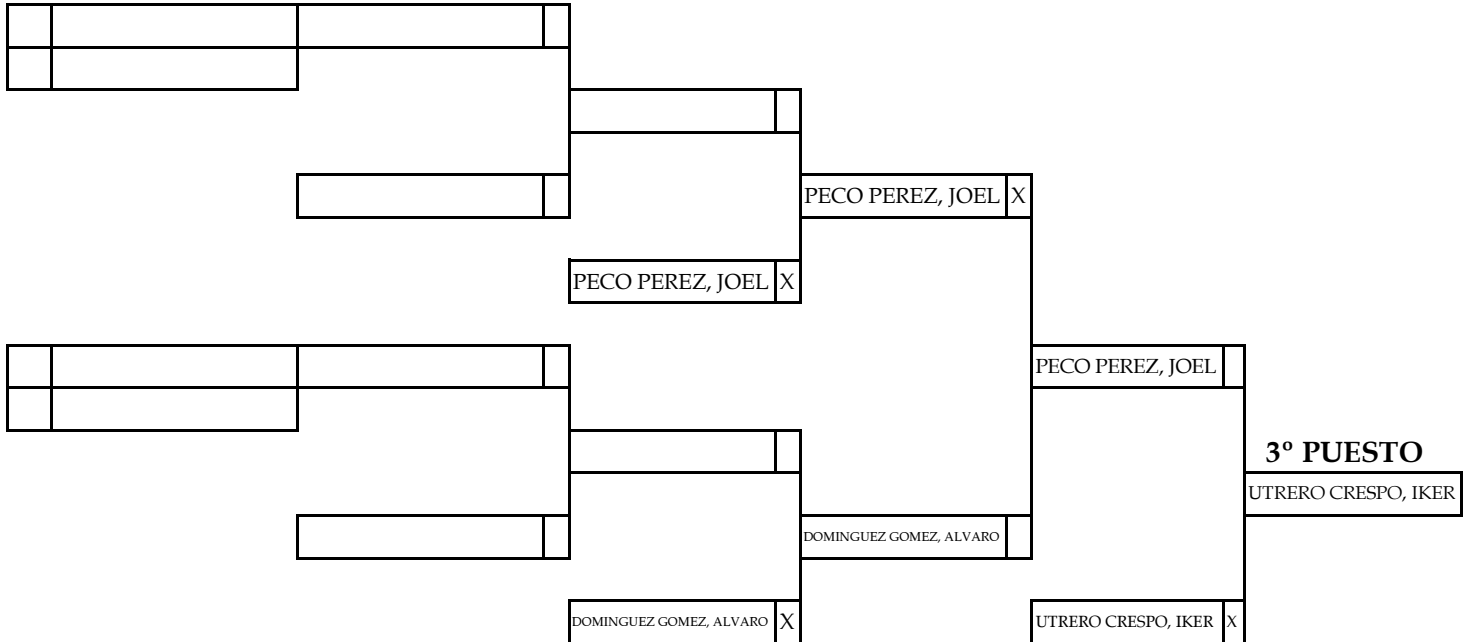 PECO PEREZ, JOEL X
PECO PEREZ, JOEL X
PECO PEREZ, JOEL
3º PUESTO
UTRERO CRESPO, IKER
DOMINGUEZ GOMEZ, ALVARO
DOMINGUEZ GOMEZ, ALVARO X
UTRERO CRESPO, IKER X